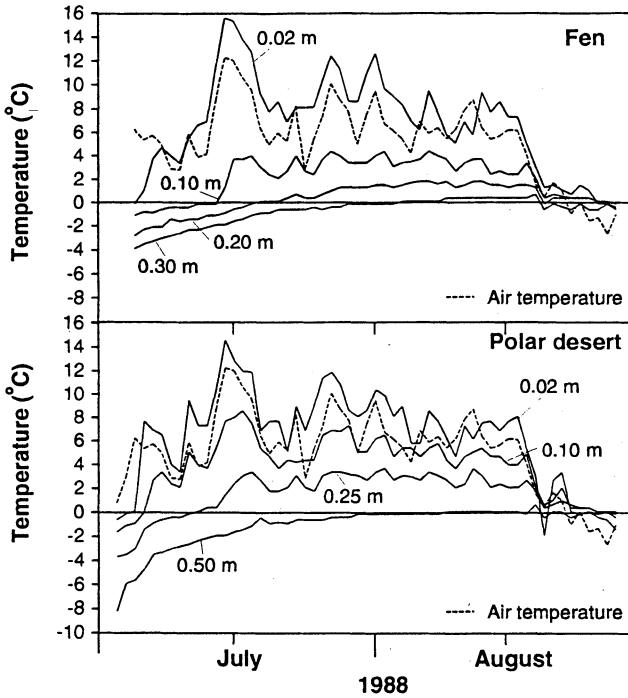 16
14
12
10
8
6
4
2
0
-2
-4
-6
-8
Temperature (°C)
Fen
0.02 m
0.10 m
0.20 m
0.30 m
Air temperature
16
14
12
10
8
6
4
2
0
-2
-4
-6
-8
-10
Temperature (°C)
Polar desert
0.02 m
0.10 m
0.25 m
0.50 m
Air temperature
July
August
1988